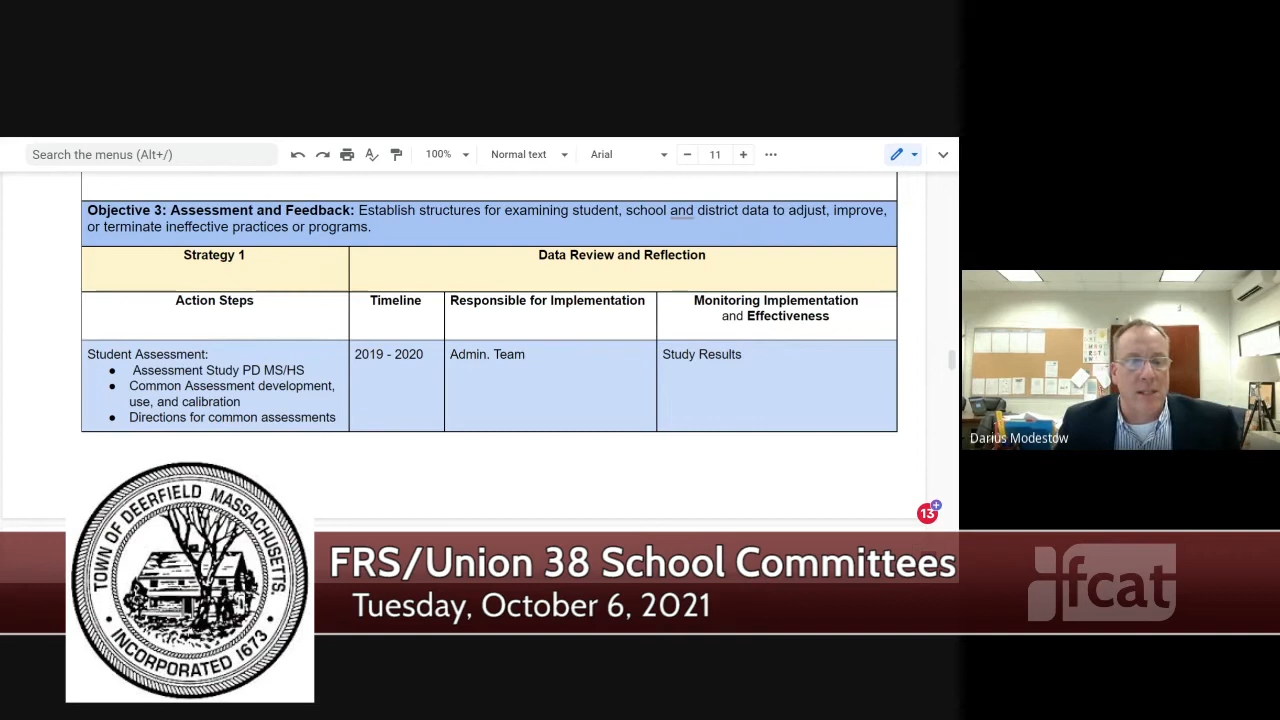 Search the menus (Alt+/)
100%
Normal text
Arial
11
Objective 3: Assessment and Feedback: Establish structures for examining student, school and district data to adjust, improve,
or terminate ineffective practices or programs.
Strategy 1
Data Review and Reflection
Action Steps
Timeline
Responsible for Implementation
Monitoring Implementation
and Effectiveness
Student Assessment:
● Assessment Study PD MS/HS
● Common Assessment development,
use, and calibration
● Directions for common assessments
2019 - 2020
Admin. Team
Study Results
13
Darius Modestow
TOWN OF DEERFIELD MASSACHUSETTS.
• INCORPORATED 1673 •
FRS/Union 38 School Committees
Tuesday, October 6, 2021
fcat